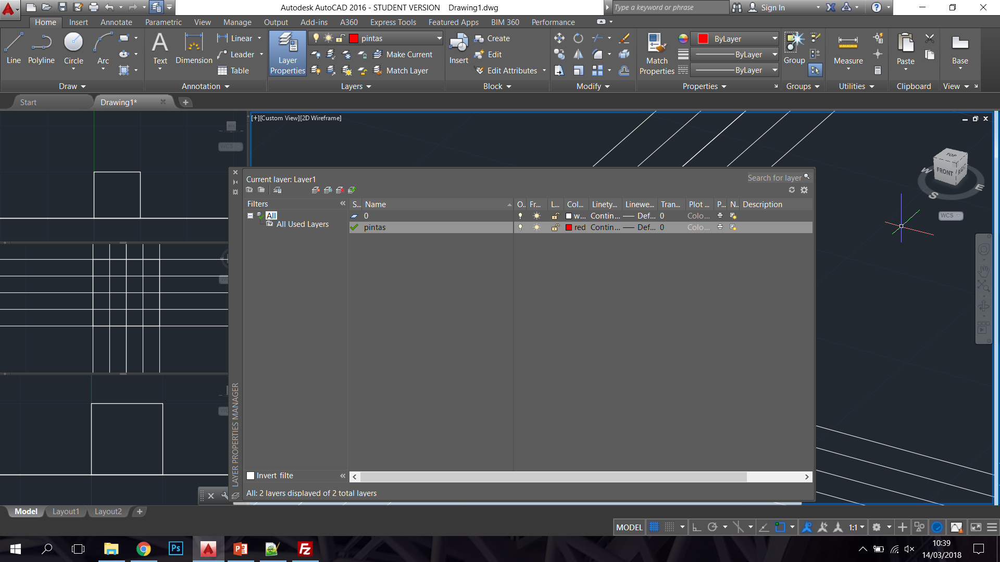 Autodesk AutoCAD 2016 - STUDENT VERSION Drawing1.dwg
Type a keyword or phrase
Sign In
Home Insert Annotate Parametric View Manage Output Add-ins A360 Express Tools Featured Apps BIM 360 Performance
Line Polyline Circle Arc
Draw
Text Dimension
Linear
Leader
Table
Annotation
Layer Properties
pintas
Make Current
Match Layer
Layers
Insert
Create
Edit
Edit Attributes
Block
Modify
Match Properties
ByLayer
ByLayer
ByLayer
Properties
Group
Groups
Measure
Utilities
Paste
Clipboard
Base
View
Start Drawing1*
[+][Custom View][2D Wireframe]
WCS
TOP
FRONT
RIGHT
W
S
E
WCS
Current layer: Layer1
Search for layer
Filters
S.. Name O.. Fr... L... Col... Linety... Linewe... Tran... Plot ... P... N.. Description
All
All Used Layers
0 w... Contin... Def... 0 Colo...
pintas red Contin... Def... 0 Colo...
LAYER PROPERTIES MANAGER
Invert filte
All: 2 layers displayed of 2 total layers
Model Layout1 Layout2
MODEL 1:1
Ps
Fz
10:39
14/03/2018